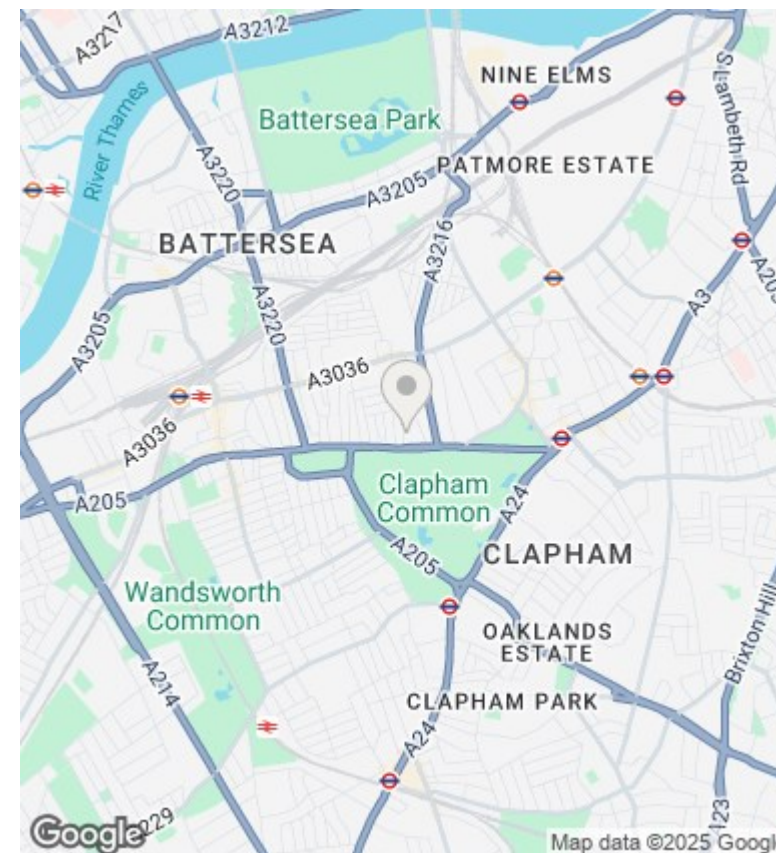 A3217
A3212
NINE ELMS
S Lambeth Rd
River Thames
Battersea Park
A3220
PATMORE ESTATE
A3205
BATTERSEA
A3216
A3
A3205
A3220
A3036
A3036
A205
Clapham
Common
A24
A205
CLAPHAM
Wandsworth
Common
OAKLANDS
ESTATE
Brixton Hill
A214
CLAPHAM PARK
A24
A23
Google
Map data ©2025 Googl